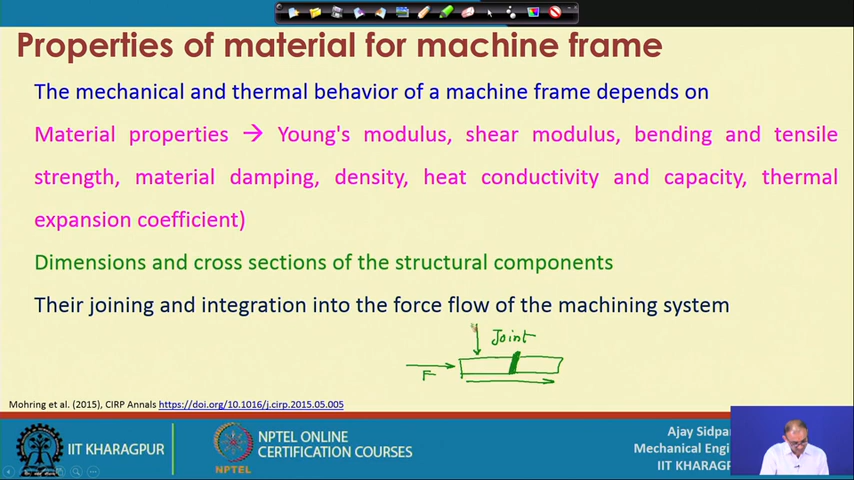 Properties of material for machine frame
The mechanical and thermal behavior of a machine frame depends on
Material properties → Young's modulus, shear modulus, bending and tensile
strength, material damping, density, heat conductivity and capacity, thermal
expansion coefficient)
Dimensions and cross sections of the structural components
Their joining and integration into the force flow of the machining system
Joint
F
Mohring et al. (2015), CIRP Annals https://doi.org/10.1016/j.cirp.2015.05.005
IIT KHARAGPUR
NPTEL
NPTEL ONLINE
CERTIFICATION COURSES
Ajay Sidpar
Mechanical Engi
IIT KHARAGP